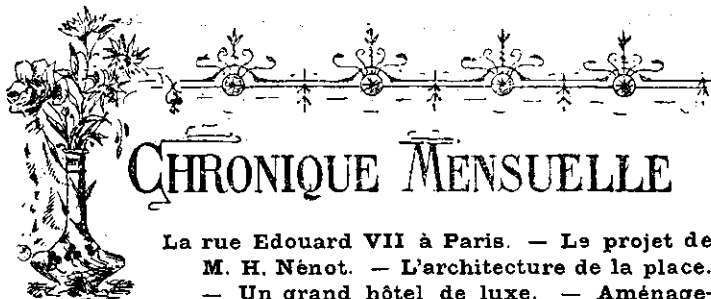 CHRONIQUE MENSUELLE
La rue Edouard VII à Paris. — Le projet de
M. H. Nénot. — L'architecture de la place.
— Un grand hôtel de luxe. — Aménage-